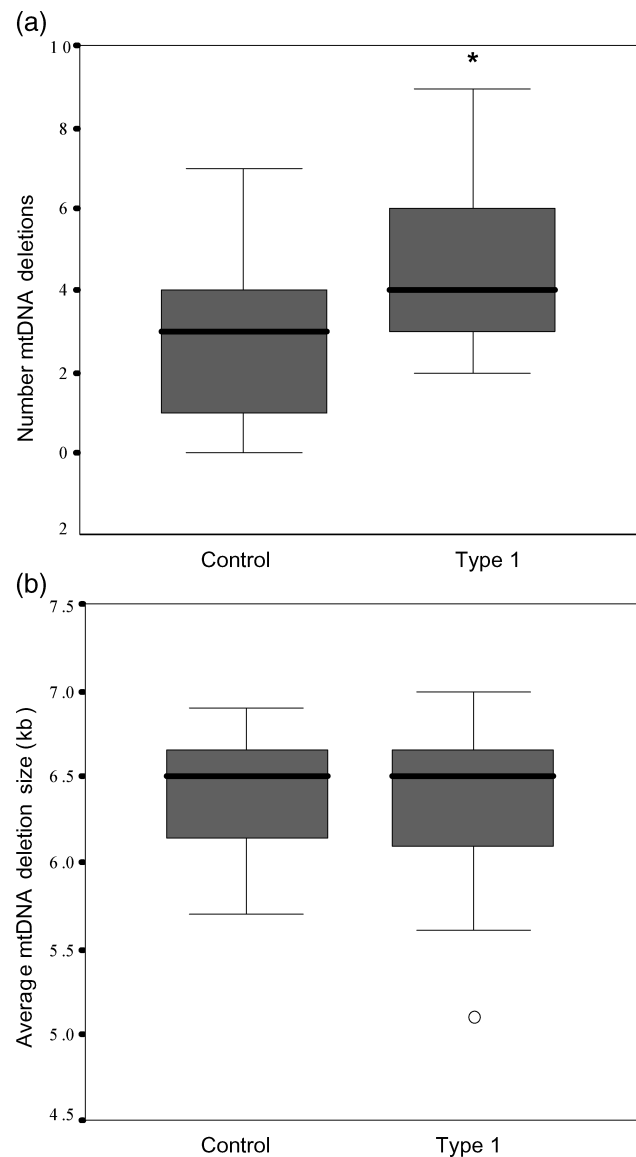 (a)
10
*
8
6
4
2
0
2
Number mtDNA deletions
Control Type 1
(b)
7.5
7.0
6.5
6.0
5.5
5.0
4.5
Average mtDNA deletion size (kb)
Control Type 1